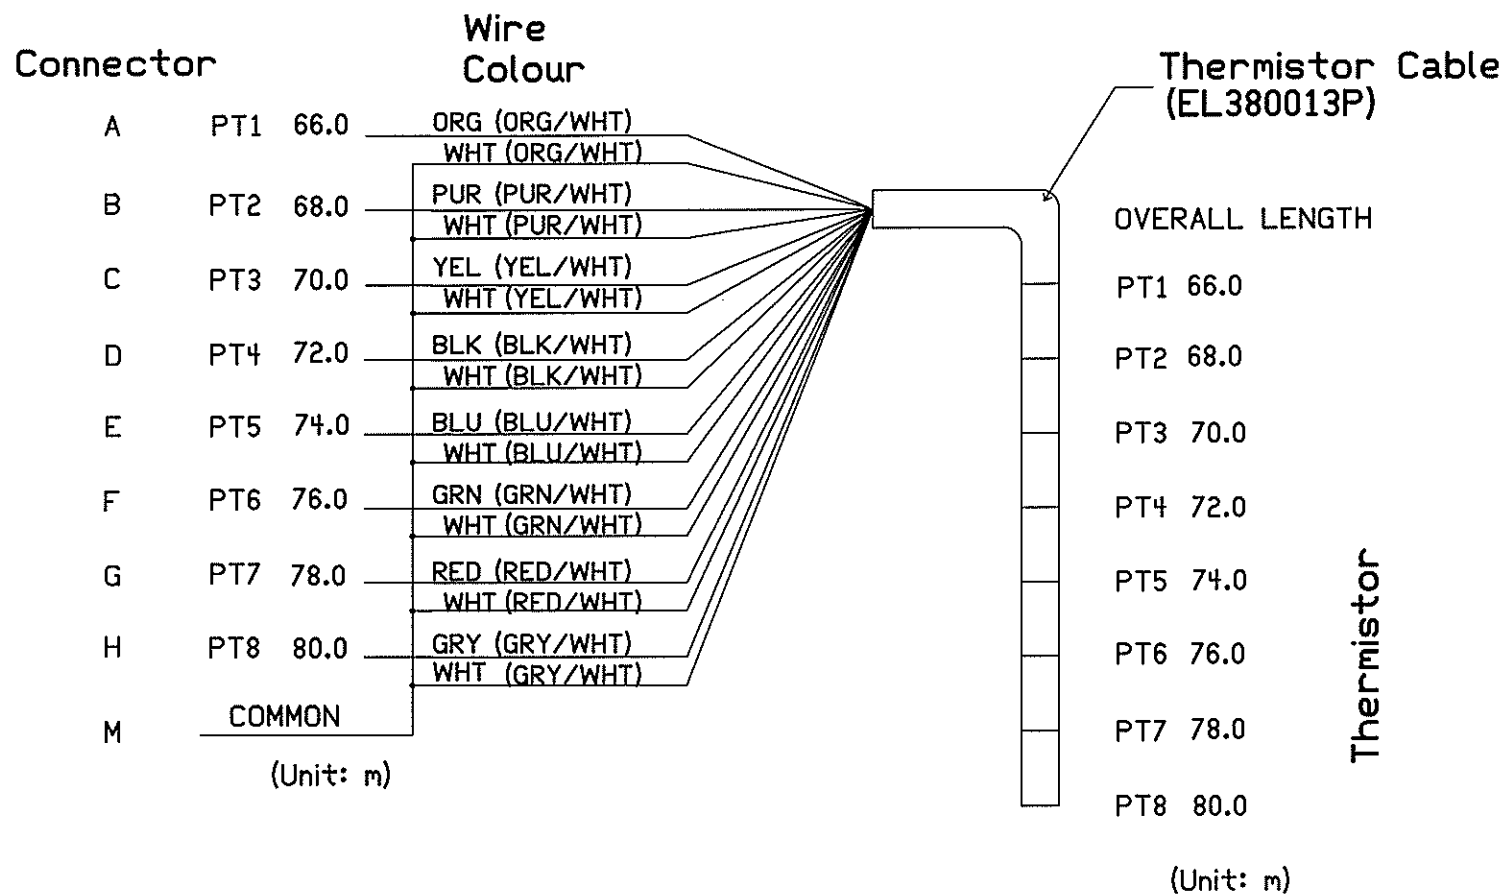 Connector
Wire
Colour
A PT1 66.0 ORG (ORG/WHT)
WHT (ORG/WHT)
B PT2 68.0 PUR (PUR/WHT)
WHT (PUR/WHT)
C PT3 70.0 YEL (YEL/WHT)
WHT (YEL/WHT)
D PT4 72.0 BLK (BLK/WHT)
WHT (BLK/WHT)
E PT5 74.0 BLU (BLU/WHT)
WHT (BLU/WHT)
F PT6 76.0 GRN (GRN/WHT)
WHT (GRN/WHT)
G PT7 78.0 RED (RED/WHT)
WHT (RED/WHT)
H PT8 80.0 GRY (GRY/WHT)
WHT (GRY/WHT)
M COMMON
(Unit: m)
Thermistor Cable
(EL380013P)
OVERALL LENGTH
PT1 66.0
PT2 68.0
PT3 70.0
PT4 72.0
PT5 74.0
PT6 76.0
PT7 78.0
PT8 80.0
Thermistor
(Unit: m)